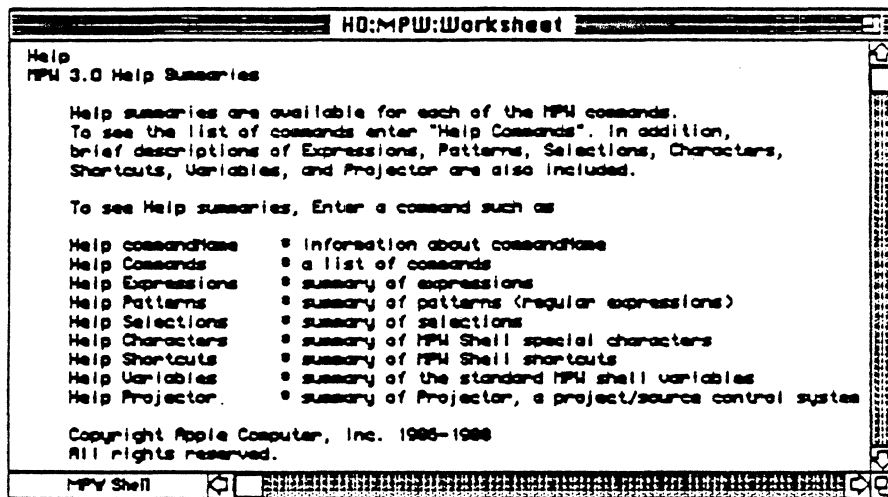 HD:MPW:Worksheet
Help
MPW 3.0 Help Summaries
Help summaries are available for each of the MPW commands.
To see the list of commands enter "Help Commands". In addition,
brief descriptions of Expressions, Patterns, Selections, Characters,
Shortcuts, Variables, and Projector are also included.
To see Help summaries, Enter a command such as
Help commandName # information about commandName
Help Commands # a list of commands
Help Expressions # summary of expressions
Help Patterns # summary of patterns (regular expressions)
Help Selections # summary of selections
Help Characters # summary of MPW Shell special characters
Help Shortcuts # summary of MPW Shell shortcuts
Help Variables # summary of the standard MPW shell variables
Help Projector # summary of Projector, a project/source control system
Copyright Apple Computer, Inc. 1985-1988
All rights reserved.
MPW Shell